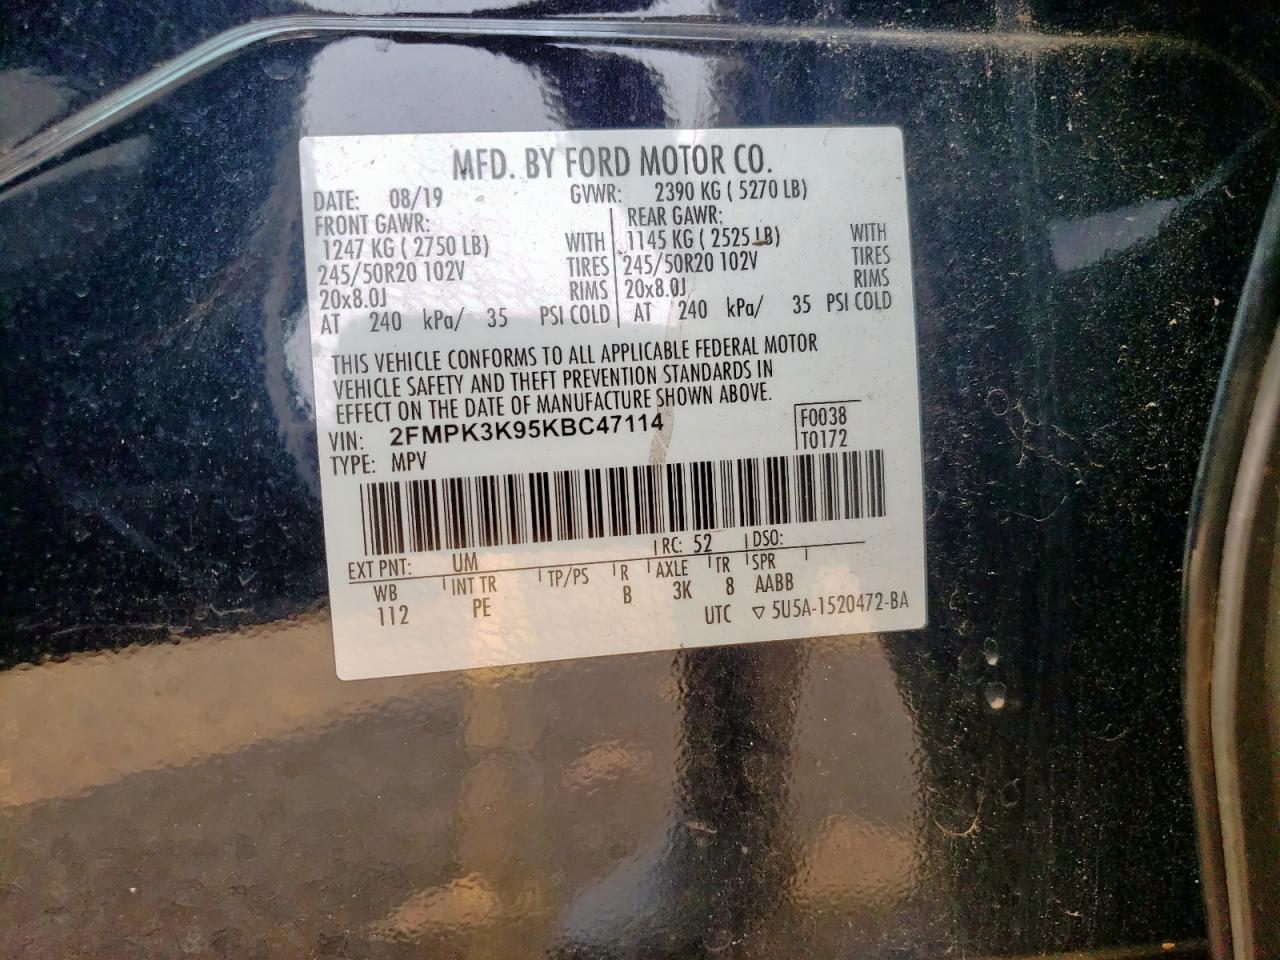 MFD. BY FORD MOTOR CO.
DATE: 08/19 GVWR: 2390 KG ( 5270 LB)
FRONT GAWR: REAR GAWR:
1247 KG ( 2750 LB) WITH 1145 KG ( 2525 LB) WITH
245/50R20 102V TIRES 245/50R20 102V TIRES
20x8.0J RIMS 20x8.0J RIMS
AT 240 kPa/ 35 PSI COLD AT 240 kPa/ 35 PSI COLD
THIS VEHICLE CONFORMS TO ALL APPLICABLE FEDERAL MOTOR
VEHICLE SAFETY AND THEFT PREVENTION STANDARDS IN
EFFECT ON THE DATE OF MANUFACTURE SHOWN ABOVE.
VIN: 2FMPK3K95KBC47114 F0038
TYPE: MPV T0172
EXT PNT: UM RC: 52 DSO:
WB INT TR TP/PS R AXLE TR SPR
112 PE B 3K 8 AABB
UTC ▽ 5U5A-1520472-BA